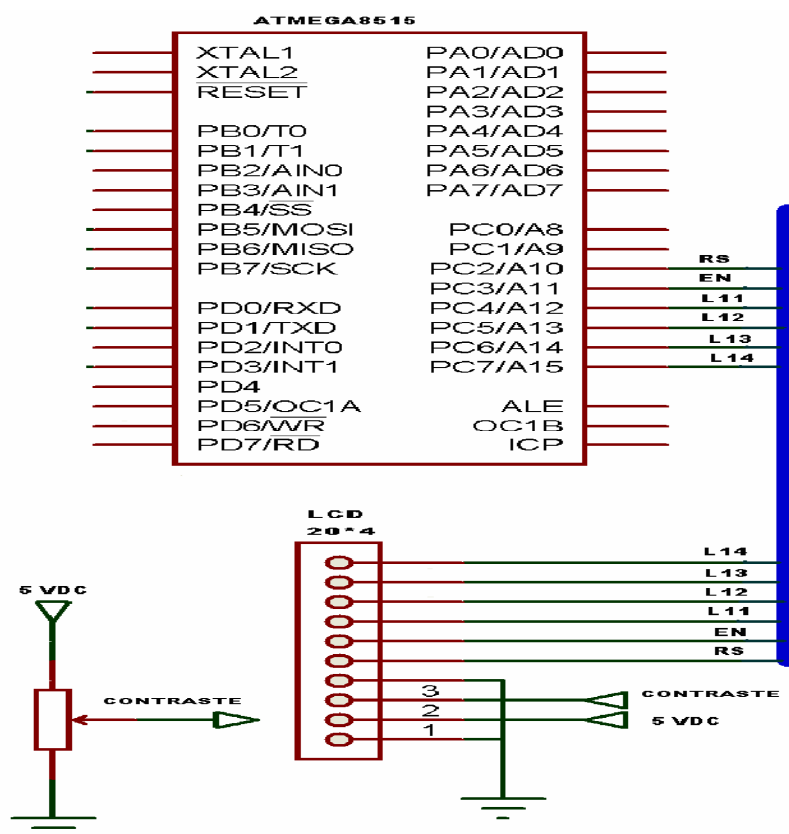 ATMEGA8515
XTAL1 PA0/AD0
XTAL2 PA1/AD1
RESET PA2/AD2
PA3/AD3
PB0/T0 PA4/AD4
PB1/T1 PA5/AD5
PB2/AIN0 PA6/AD6
PB3/AIN1 PA7/AD7
PB4/SS
PB5/MOSI PC0/A8
PB6/MISO PC1/A9
PB7/SCK PC2/A10 RS
PC3/A11 EN
PD0/RXD PC4/A12 L11
PD1/TXD PC5/A13 L12
PD2/INT0 PC6/A14 L13
PD3/INT1 PC7/A15 L14
PD4
PD5/OC1A ALE
PD6/WR OC1B
PD7/RD ICP
LCD
20*4
L14
L13
5 VDC L12
L11
EN
RS
CONTRASTE 3 CONTRASTE
2 5 VDC
1